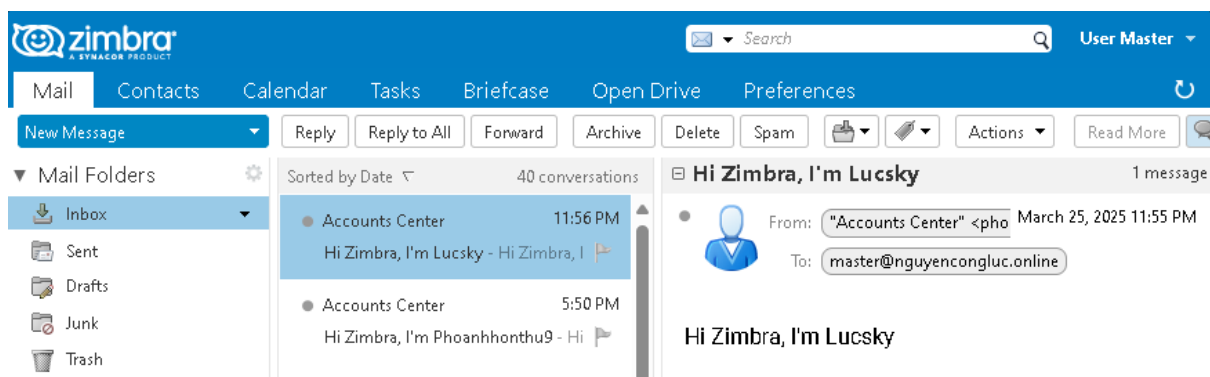 zimbra
A SYNACOR PRODUCT
Search
User Master
Mail Contacts Calendar Tasks Briefcase Open Drive Preferences
New Message
Reply Reply to All Forward Archive Delete Spam Actions Read More
Mail Folders
Inbox
Sent
Drafts
Junk
Trash
Sorted by Date 40 conversations
Accounts Center 11:56 PM
Hi Zimbra, I'm Lucsky - Hi Zimbra, I
Accounts Center 5:50 PM
Hi Zimbra, I'm Phoanhhonthu9 - Hi
Hi Zimbra, I'm Lucsky 1 message
From: "Accounts Center" <pho March 25, 2025 11:55 PM
To: master@nguyencongluc.online
Hi Zimbra, I'm Lucsky